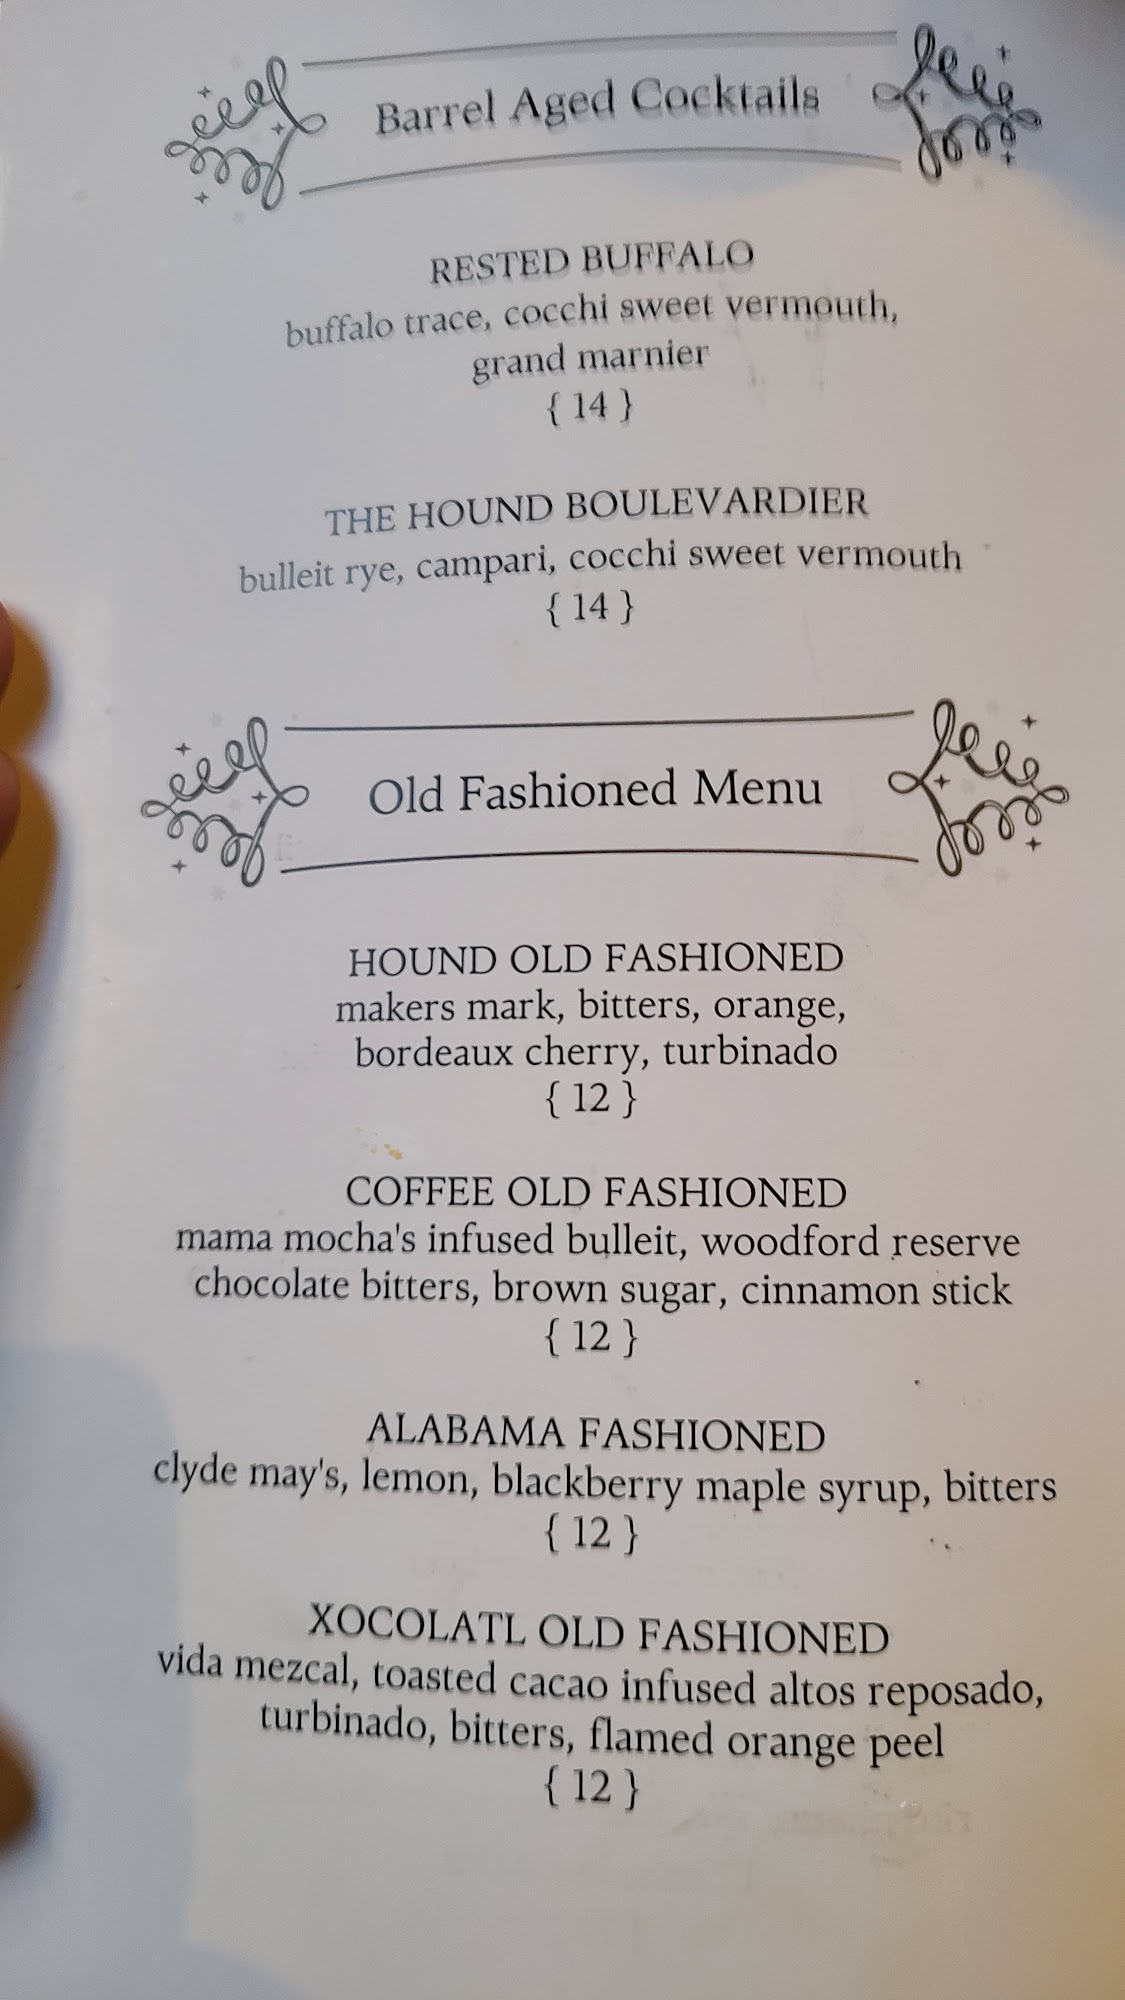 Barrel Aged Cocktails
RESTED BUFFALO
buffalo trace, cocchi sweet vermouth,
grand marnier
{ 14 }
THE HOUND BOULEVARDIER
bulleit rye, campari, cocchi sweet vermouth
{ 14 }
Old Fashioned Menu
HOUND OLD FASHIONED
makers mark, bitters, orange,
bordeaux cherry, turbinado
{ 12 }
COFFEE OLD FASHIONED
mama mocha's infused bulleit, woodford reserve
chocolate bitters, brown sugar, cinnamon stick
{ 12 }
ALABAMA FASHIONED
clyde may's, lemon, blackberry maple syrup, bitters
{ 12 }
XOCOLATL OLD FASHIONED
vida mezcal, toasted cacao infused altos reposado,
turbinado, bitters, flamed orange peel
{ 12 }